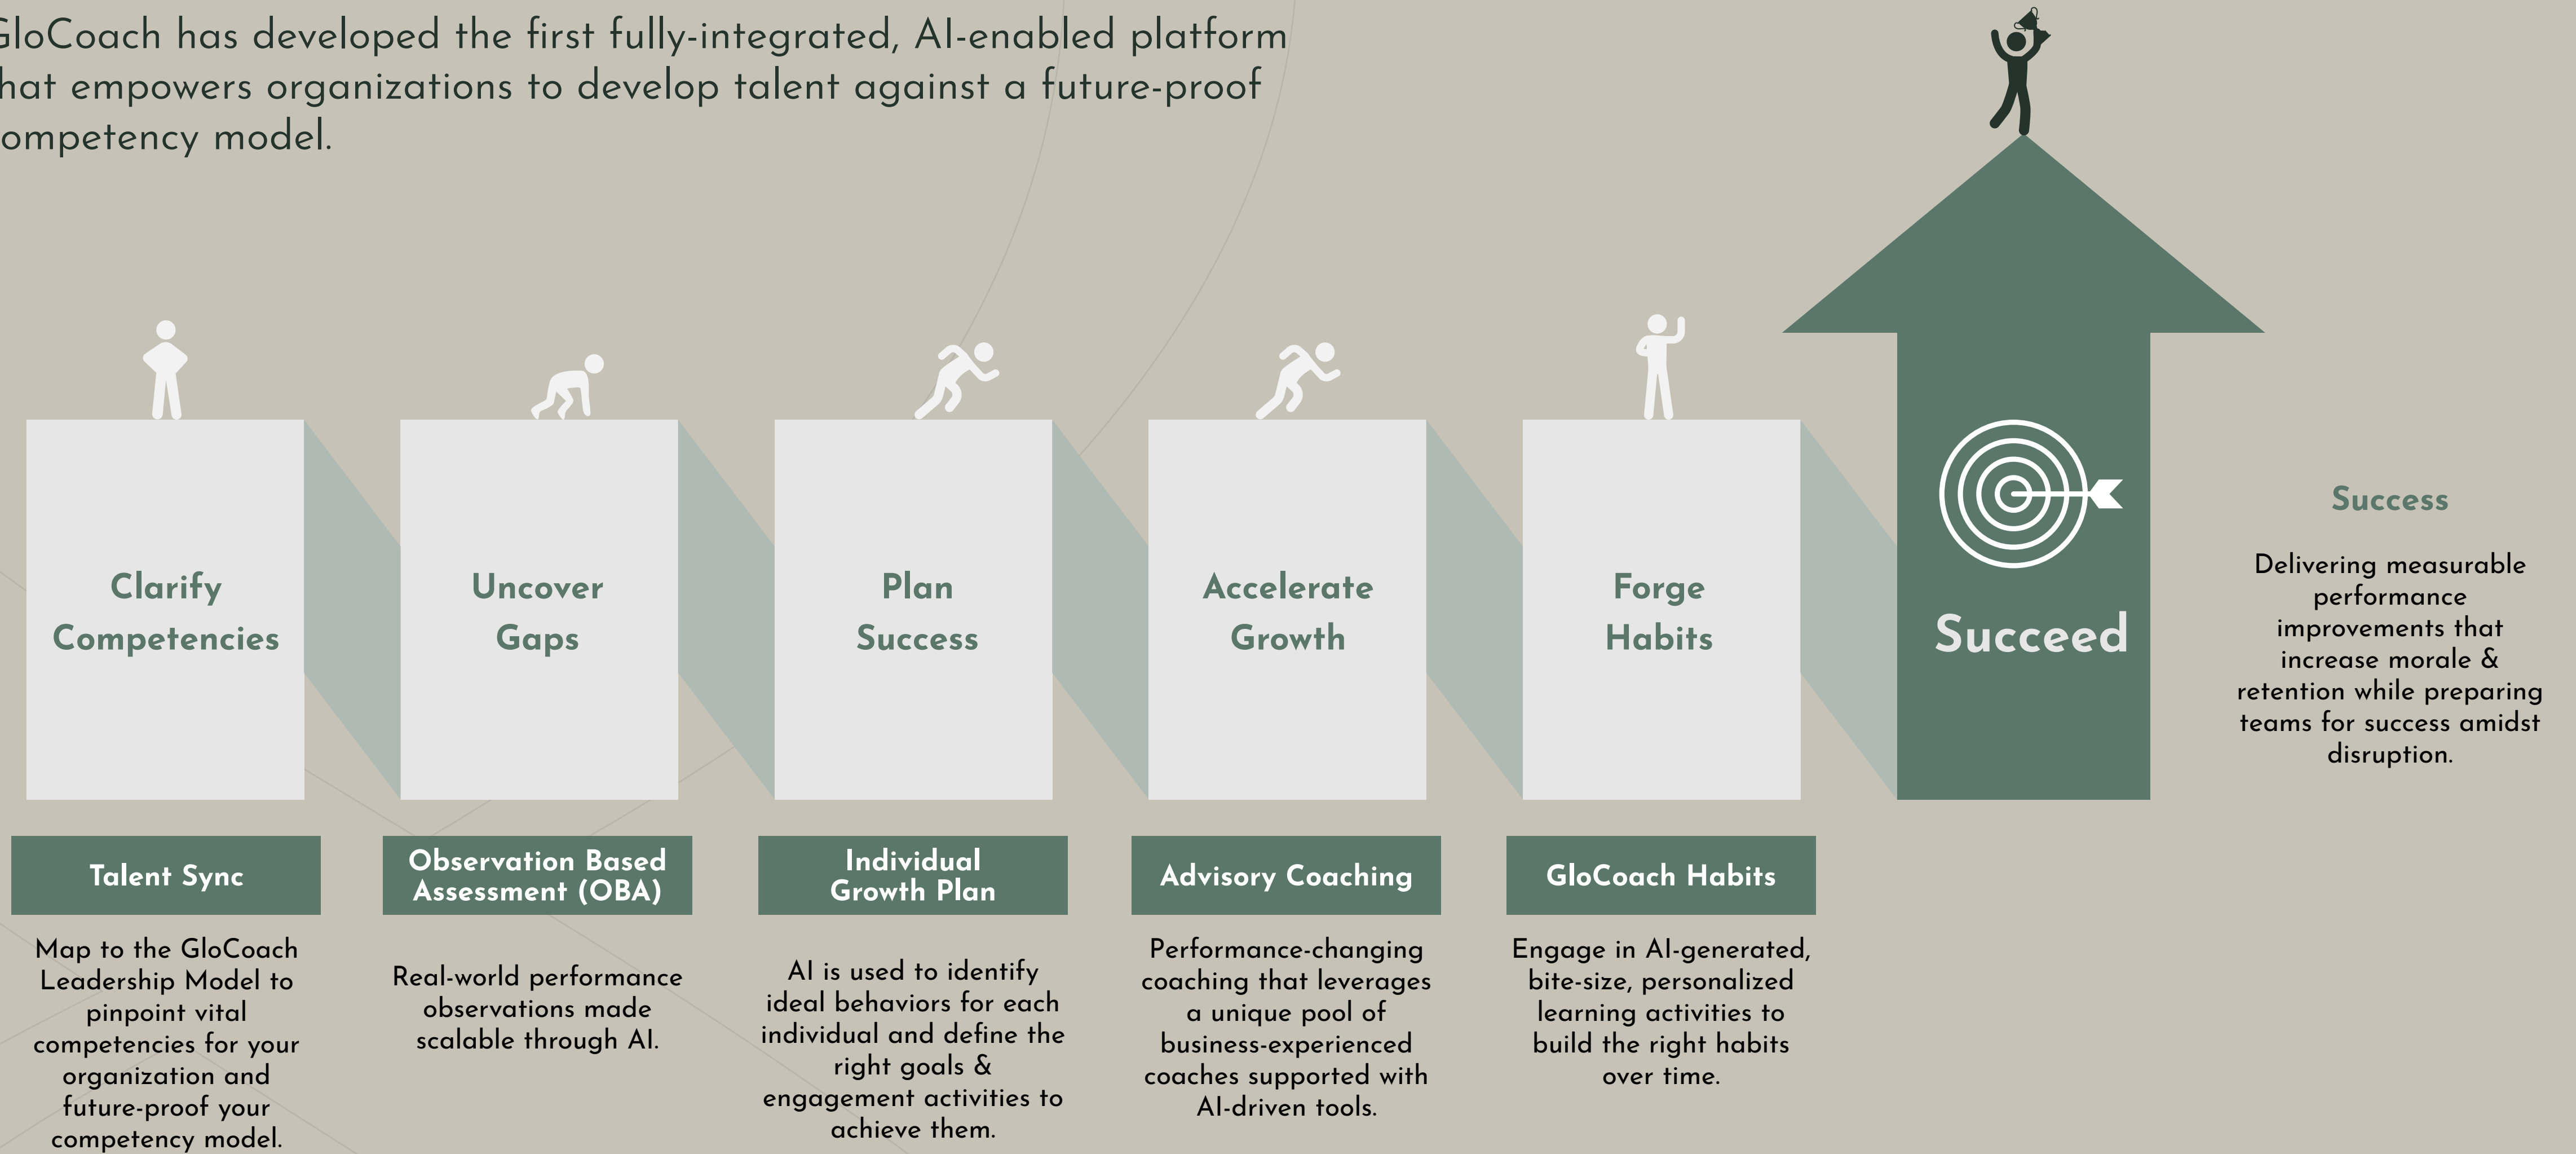 GloCoach has developed the first fully-integrated, AI-enabled platform
hat empowers organizations to develop talent against a future-proof
ompetency model.
Clarify
Competencies
Uncover
Gaps
Plan
Success
Accelerate
Growth
Forge
Habits
Succeed
Success
Delivering measurable
performance
improvements that
increase morale &
retention while preparing
teams for success amidst
disruption.
Talent Sync
Map to the GloCoach
Leadership Model to
pinpoint vital
competencies for your
organization and
future-proof your
competency model.
Observation Based
Assessment (OBA)
Real-world performance
observations made
scalable through AI.
Individual
Growth Plan
AI is used to identify
ideal behaviors for each
individual and define the
right goals &
engagement activities to
achieve them.
Advisory Coaching
Performance-changing
coaching that leverages
a unique pool of
business-experienced
coaches supported with
AI-driven tools.
GloCoach Habits
Engage in AI-generated,
bite-size, personalized
learning activities to
build the right habits
over time.